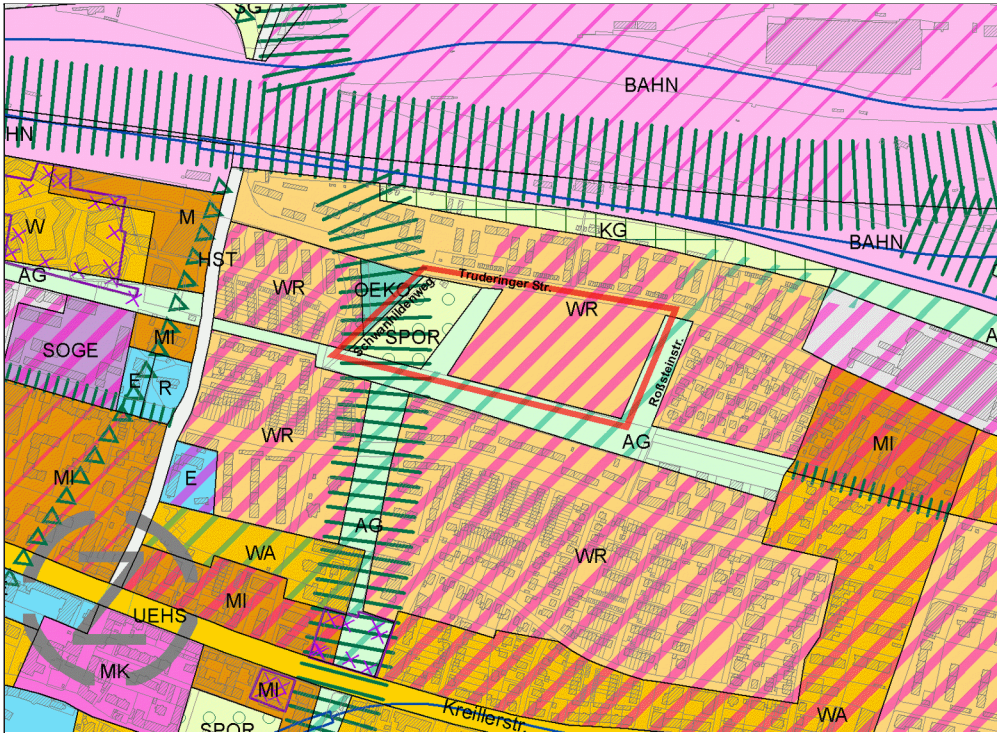 SG
BAHN
HN
BAHN
W
M
HST
KG
AG
WR
OEKO
Truderinger Str.
WR
Schwanhildenweg
SPOR
Roßsteinstr.
A
SOGE
MI
E
R
MI
WR
AG
MI
E
AG
WA
WR
MI
UEHS
Z
MK
MI
SPOR
Kreillerstr.
WA